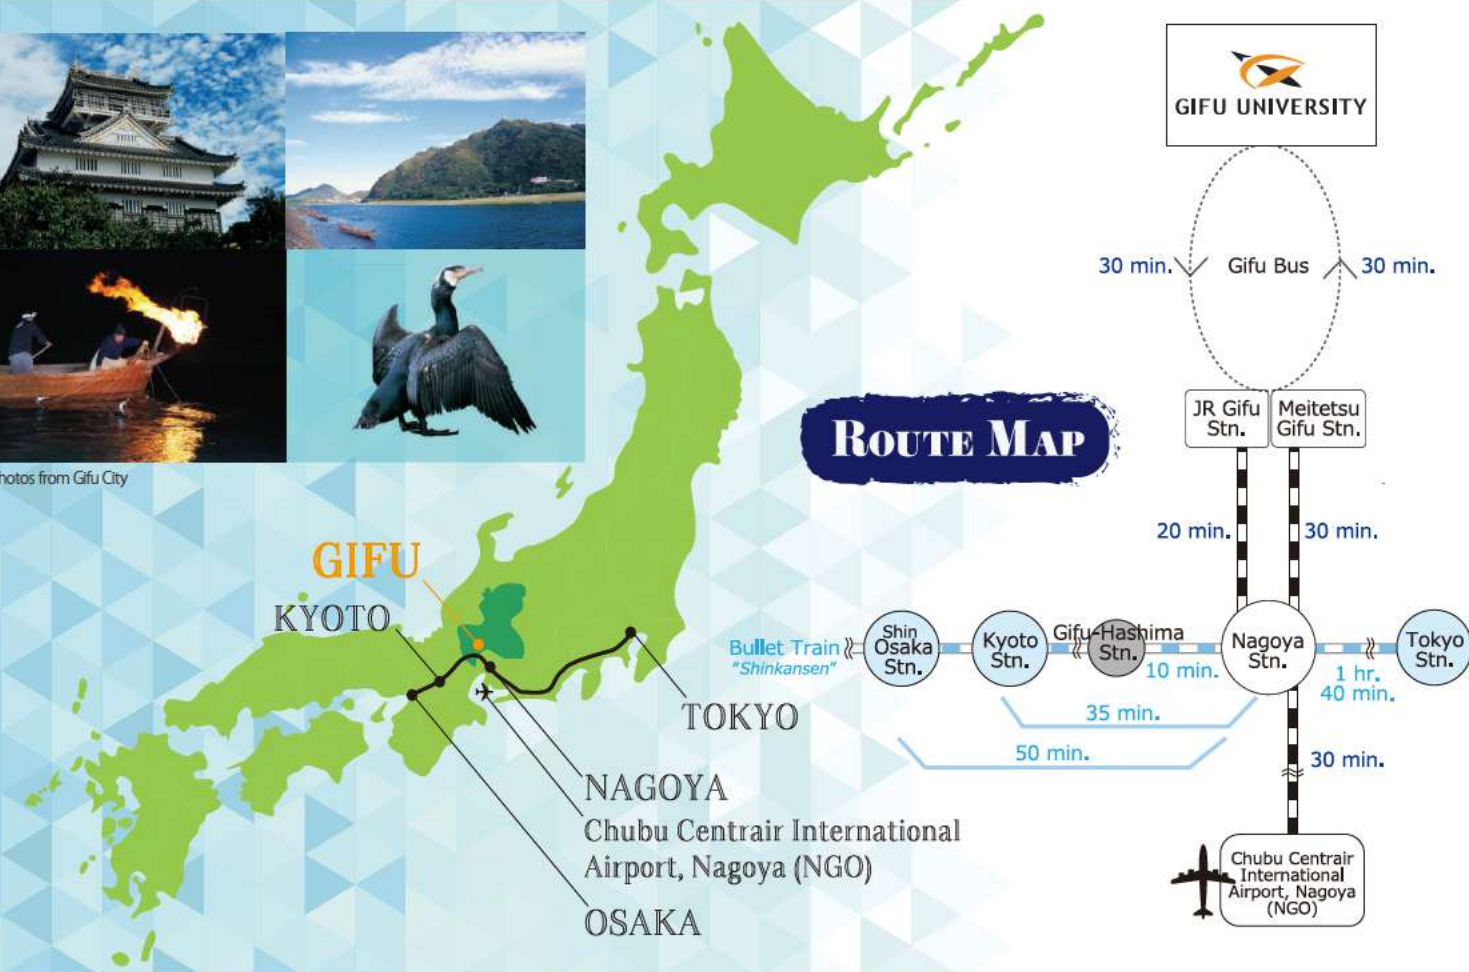 hotos from Gifu City
GIFU
KYOTO
TOKYO
NAGOYA
Chubu Centrair International
Airport, Nagoya (NGO)
OSAKA
ROUTE MAP
GIFU UNIVERSITY
30 min.
Gifu Bus
30 min.
JR Gifu
Stn.
Meitetsu
Gifu Stn.
20 min.
30 min.
Bullet Train
"Shinkansen"
Shin
Osaka
Stn.
Kyoto
Stn.
Gifu-Hashima
Stn.
10 min.
Nagoya
Stn.
1 hr.
40 min.
Tokyo
Stn.
35 min.
50 min.
30 min.
Chubu Centrair
International
Airport, Nagoya
(NGO)